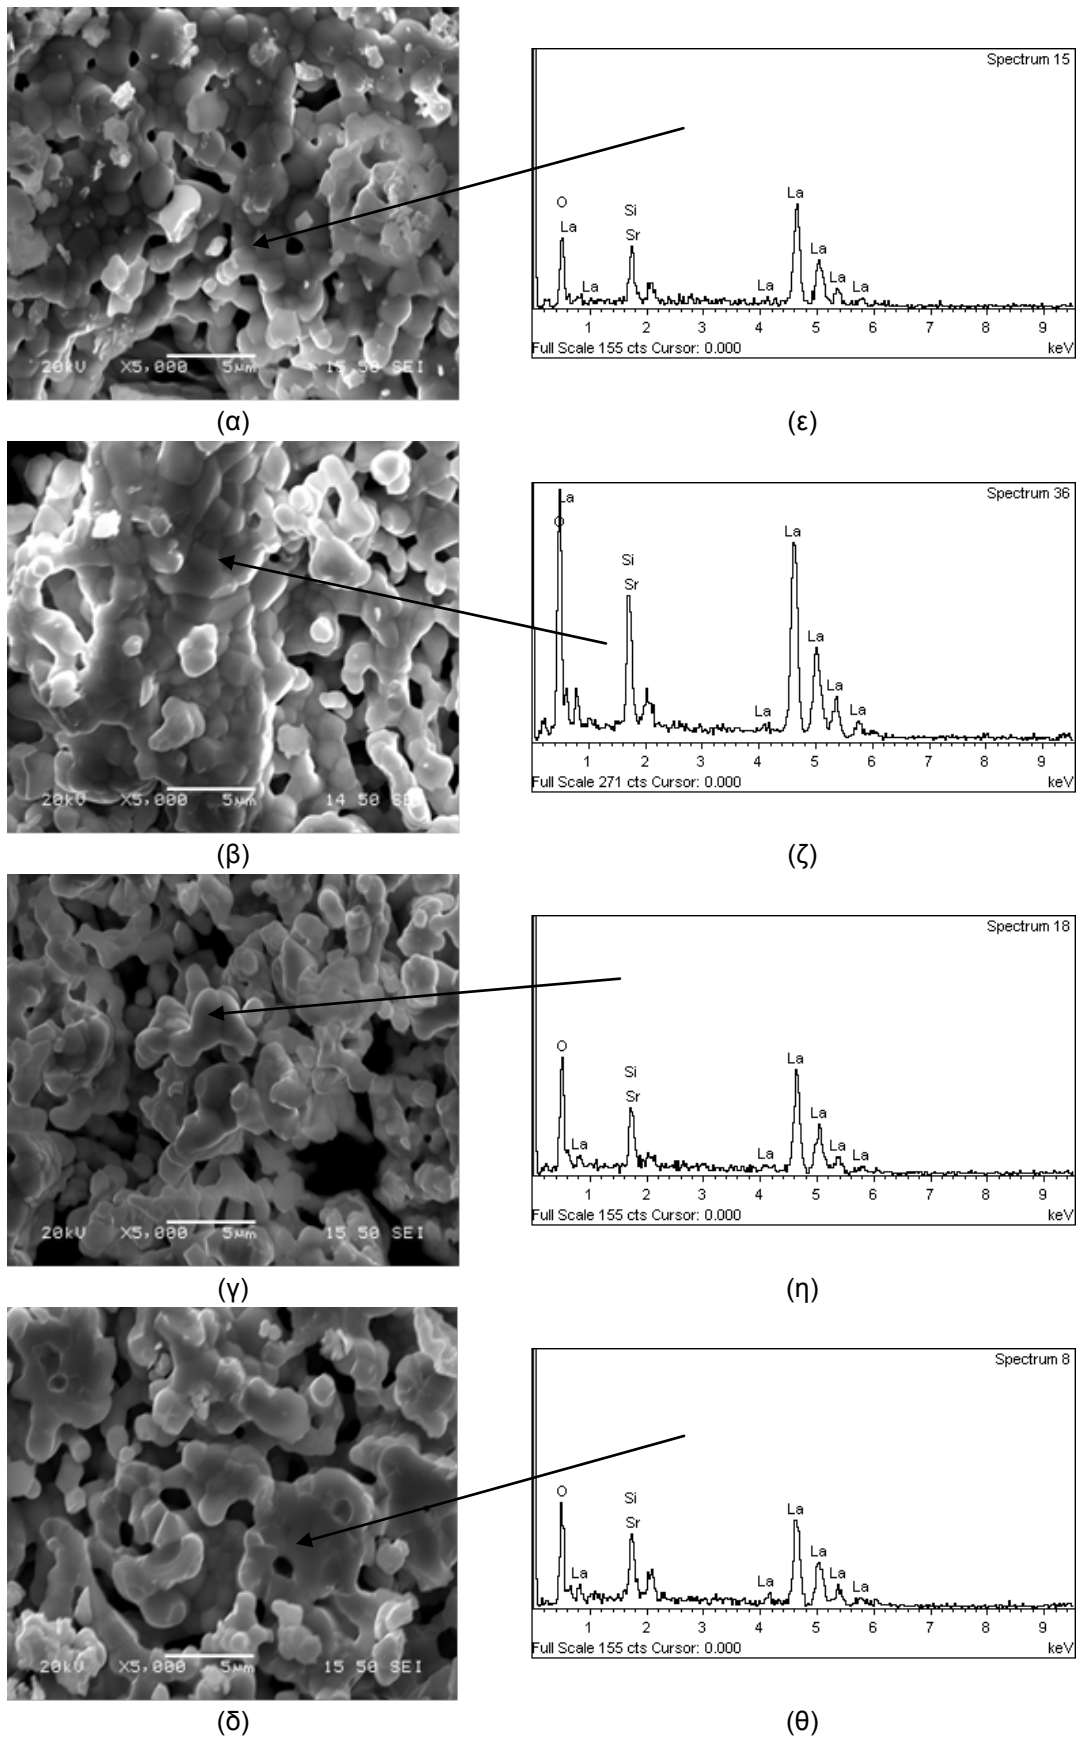 Spectrum 15
O
La
La
Si
Sr
La
La
La
La
La
1 2 3 4 5 6 7 8 9
Full Scale 155 cts Cursor: 0.000 keV
20kV X5,000 5µm 15 50 SEI
(α) (ε)
Spectrum 36
La
O
Si
Sr
La
La
La
La
La
1 2 3 4 5 6 7 8 9
Full Scale 271 cts Cursor: 0.000 keV
20kV X5,000 5µm 14 50 SEI
(β) (ζ)
Spectrum 18
O
La
Si
Sr
La
La
La
La
La
1 2 3 4 5 6 7 8 9
Full Scale 155 cts Cursor: 0.000 keV
20kV X5,000 5µm 15 50 SEI
(γ) (η)
Spectrum 8
O
La
Si
Sr
La
La
La
La
La
1 2 3 4 5 6 7 8 9
Full Scale 155 cts Cursor: 0.000 keV
20kV X5,000 5µm 15 50 SEI
(δ) (θ)